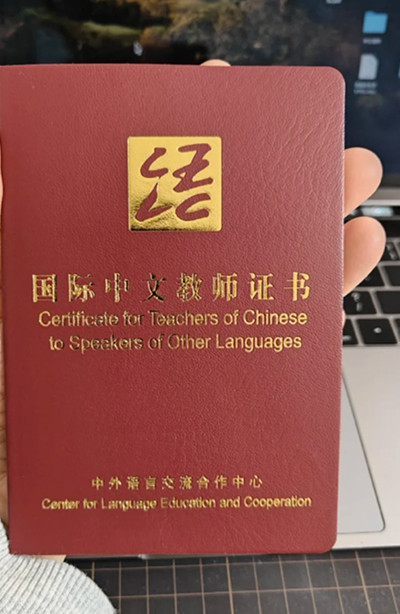 语
国际中文教师证书
Certificate for Teachers of Chinese
to Speakers of Other Languages
中外语言交流合作中心
Center for Language Education and Cooperation